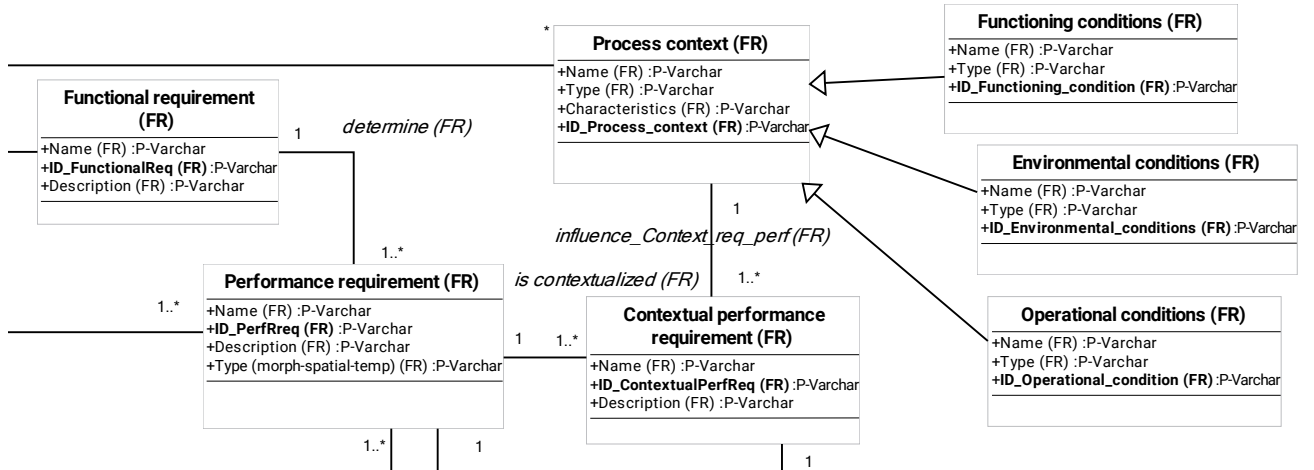 Functioning conditions (FR)
+Name (FR) :P-Varchar
+Type (FR) :P-Varchar
+ID_Functioning_condition (FR) :P-Varchar
*
Process context (FR)
+Name (FR) :P-Varchar
+Type (FR) :P-Varchar
+Characteristics (FR) :P-Varchar
+ID_Process_context (FR) :P-Varchar
Functional requirement
(FR)
+Name (FR) :P-Varchar
+ID_FunctionalReq (FR) :P-Varchar
+Description (FR) :P-Varchar
1
determine (FR)
Environmental conditions (FR)
+Name (FR) :P-Varchar
+Type (FR) :P-Varchar
+ID_Environmental_conditions (FR) :P-Varchar
1
influence_Context_req_perf (FR)
1..*
1..*
is contextualized (FR)
Performance requirement (FR)
+Name (FR) :P-Varchar
+ID_PerfRreq (FR) :P-Varchar
+Description (FR) :P-Varchar
+Type (morph-spatial-temp) (FR) :P-Varchar
1..*
1
1..*
Contextual performance
requirement (FR)
+Name (FR) :P-Varchar
+ID_ContextualPerfReq (FR) :P-Varchar
+Description (FR) :P-Varchar
Operational conditions (FR)
+Name (FR) :P-Varchar
+Type (FR) :P-Varchar
+ID_Operational_condition (FR) :P-Varchar
1..*
1
1